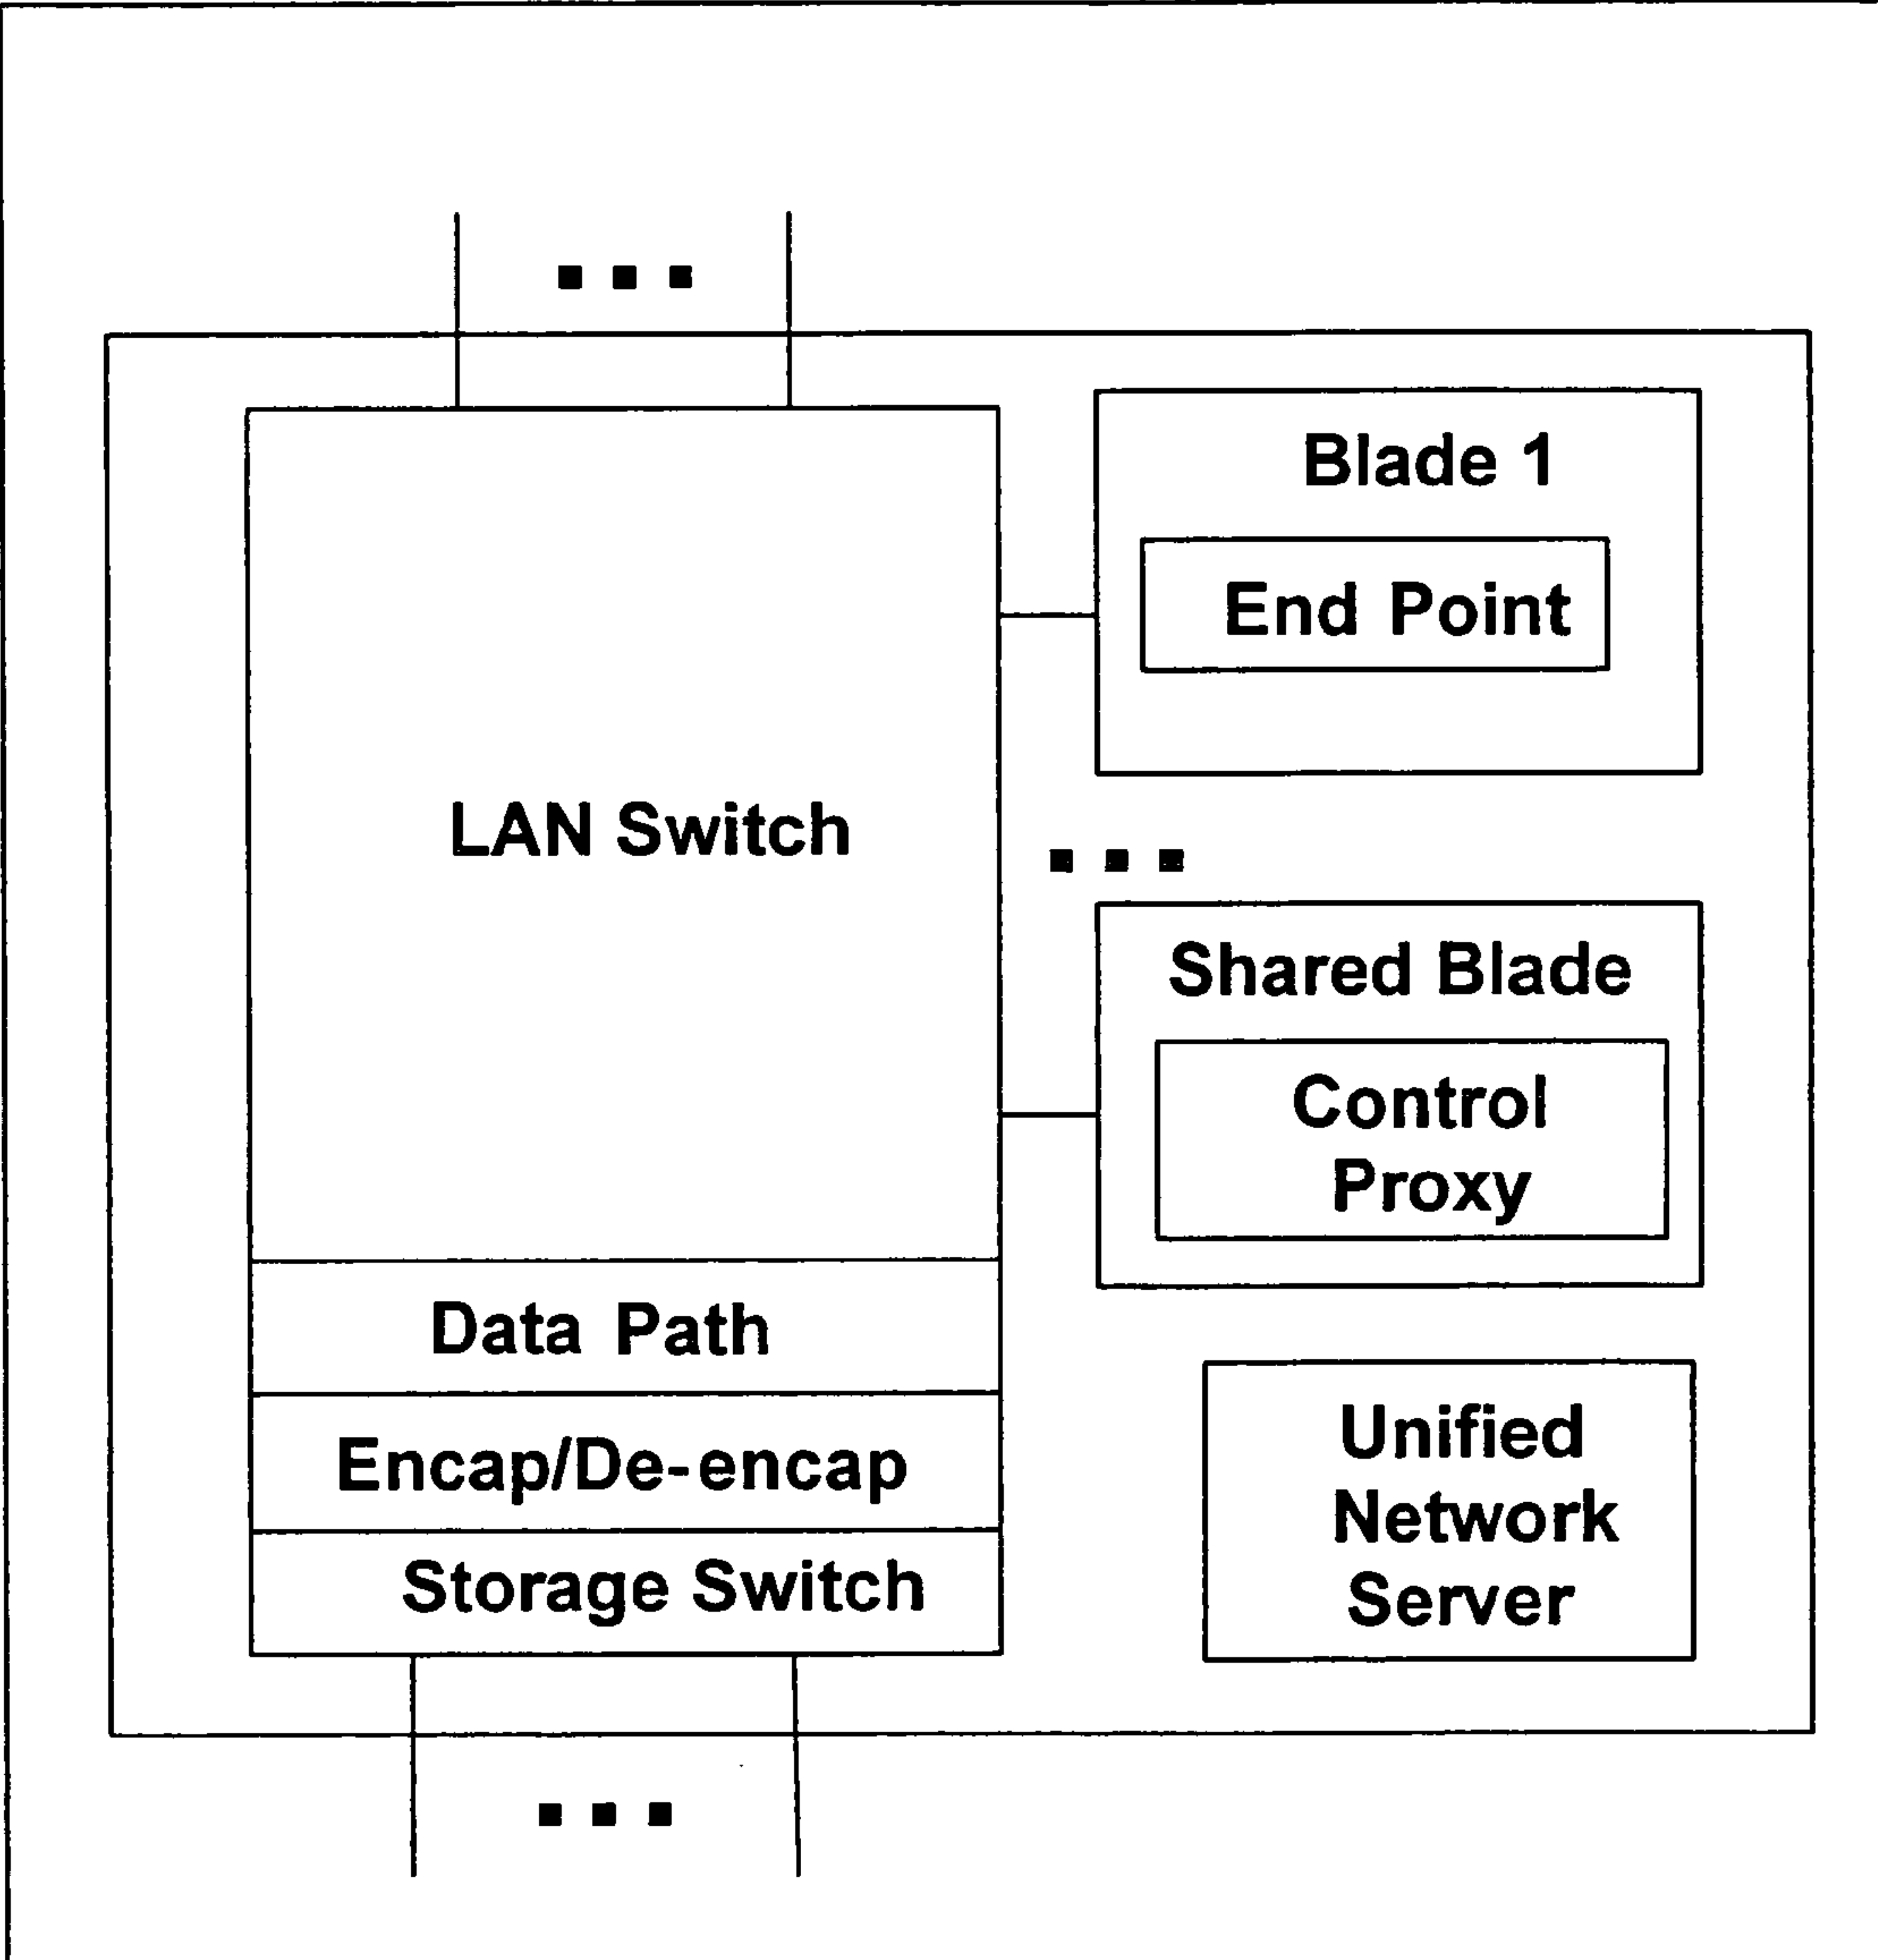 Blade 1
End Point
LAN Switch
Shared Blade
Control
Proxy
Data Path
Encap/De-encap
Storage Switch
Unified
Network
Server